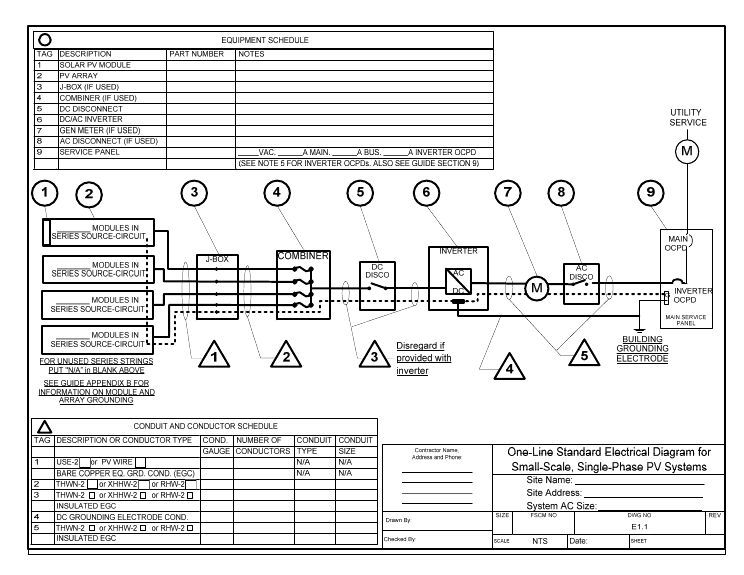 EQUIPMENT SCHEDULE
TAG DESCRIPTION PART NUMBER NOTES
1 SOLAR PV MODULE
2 PV ARRAY
3 J-BOX (IF USED)
4 COMBINER (IF USED)
5 DC DISCONNECT
6 DC/AC INVERTER
7 GEN METER (IF USED)
8 AC DISCONNECT (IF USED)
9 SERVICE PANEL _____VAC. ______A MAIN. _____A BUS. ______A INVERTER OCPD
(SEE NOTE 5 FOR INVERTER OCPDs. ALSO SEE GUIDE SECTION 9)
UTILITY
SERVICE
M
1 2 3 4 5 6 7 8 9
_______ MODULES IN
SERIES SOURCE-CIRCUIT
_______ MODULES IN
SERIES SOURCE-CIRCUIT
_______ MODULES IN
SERIES SOURCE-CIRCUIT
_______ MODULES IN
SERIES SOURCE-CIRCUIT
J-BOX
COMBINER
DC
DISCO
INVERTER
AC
DC
M
AC
DISCO
MAIN
OCPD
INVERTER
OCPD
MAIN SERVICE
PANEL
BUILDING
GROUNDING
ELECTRODE
1 2 3 4 5
Disregard if
provided with
inverter
FOR UNUSED SERIES STRINGS
PUT "N/A" in BLANK ABOVE
SEE GUIDE APPENDIX B FOR
INFORMATION ON MODULE AND
ARRAY GROUNDING
CONDUIT AND CONDUCTOR SCHEDULE
TAG DESCRIPTION OR CONDUCTOR TYPE COND. GAUGE NUMBER OF CONDUCTORS CONDUIT TYPE CONDUIT SIZE
1 USE-2 or PV WIRE N/A N/A
BARE COPPER EQ. GRD. COND. (EGC) N/A N/A
2 THWN-2 or XHHW-2 or RHW-2
3 THWN-2 or XHHW-2 or RHW-2
INSULATED EGC
4 DC GROUNDING ELECTRODE COND.
5 THWN-2 or XHHW-2 or RHW-2
INSULATED EGC
Contractor Name,
Address and Phone:
Drawn By
Checked By:
One-Line Standard Electrical Diagram for
Small-Scale, Single-Phase PV Systems
Site Name:
Site Address:
System AC Size:
SIZE FSCM NO DWG NO REV
E1.1
SCALE NTS Date: SHEET